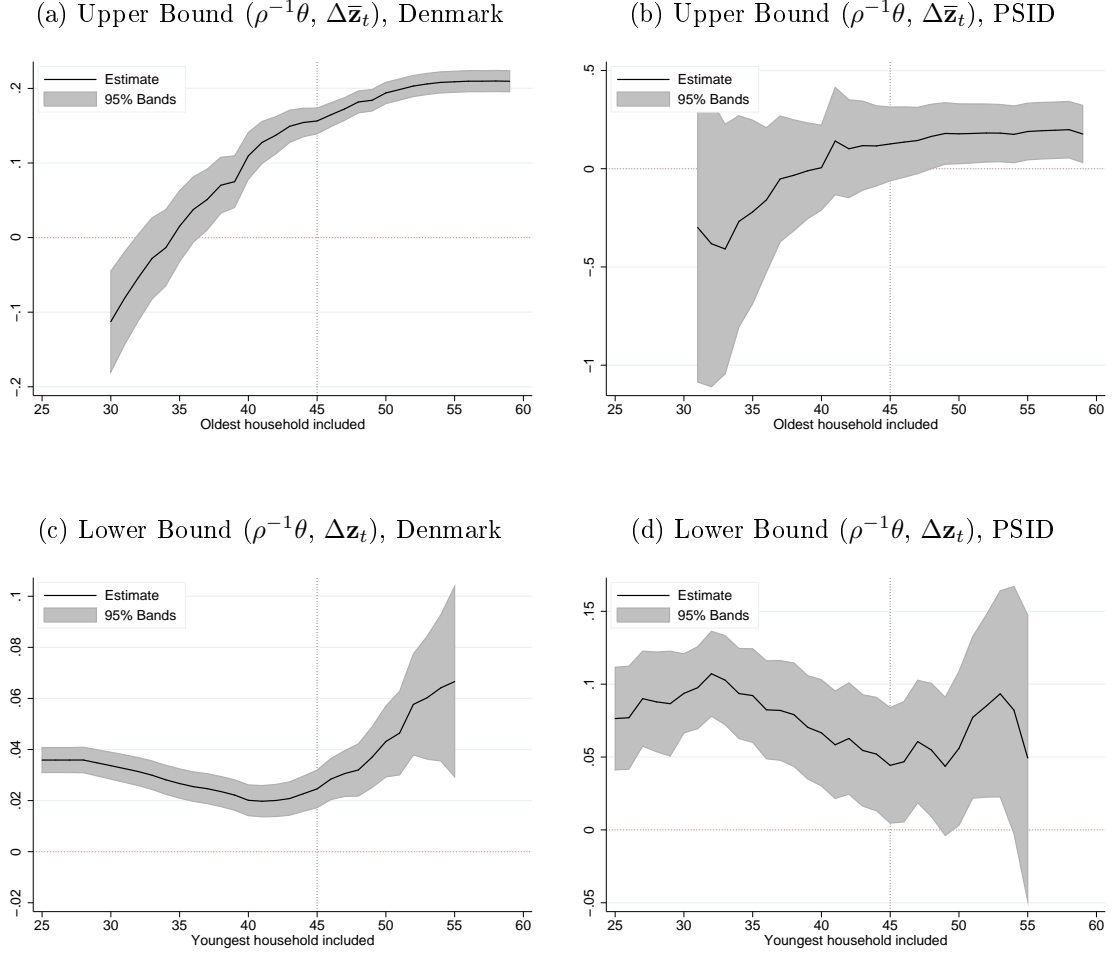 (a) Upper Bound (ρ⁻¹θ, Δz̄ₜ), Denmark
Estimate
95% Bands
.2
.1
0
-.1
-.2
25 30 35 40 45 50 55 60
Oldest household included
(b) Upper Bound (ρ⁻¹θ, Δz̄ₜ), PSID
Estimate
95% Bands
.5
0
-.5
-1
25 30 35 40 45 50 55 60
Oldest household included
(c) Lower Bound (ρ⁻¹θ, Δzₜ), Denmark
Estimate
95% Bands
.1
.08
.06
.04
.02
0
-.02
25 30 35 40 45 50 55 60
Youngest household included
(d) Lower Bound (ρ⁻¹θ, Δzₜ), PSID
Estimate
95% Bands
.15
.1
.05
0
-.05
25 30 35 40 45 50 55 60
Youngest household included